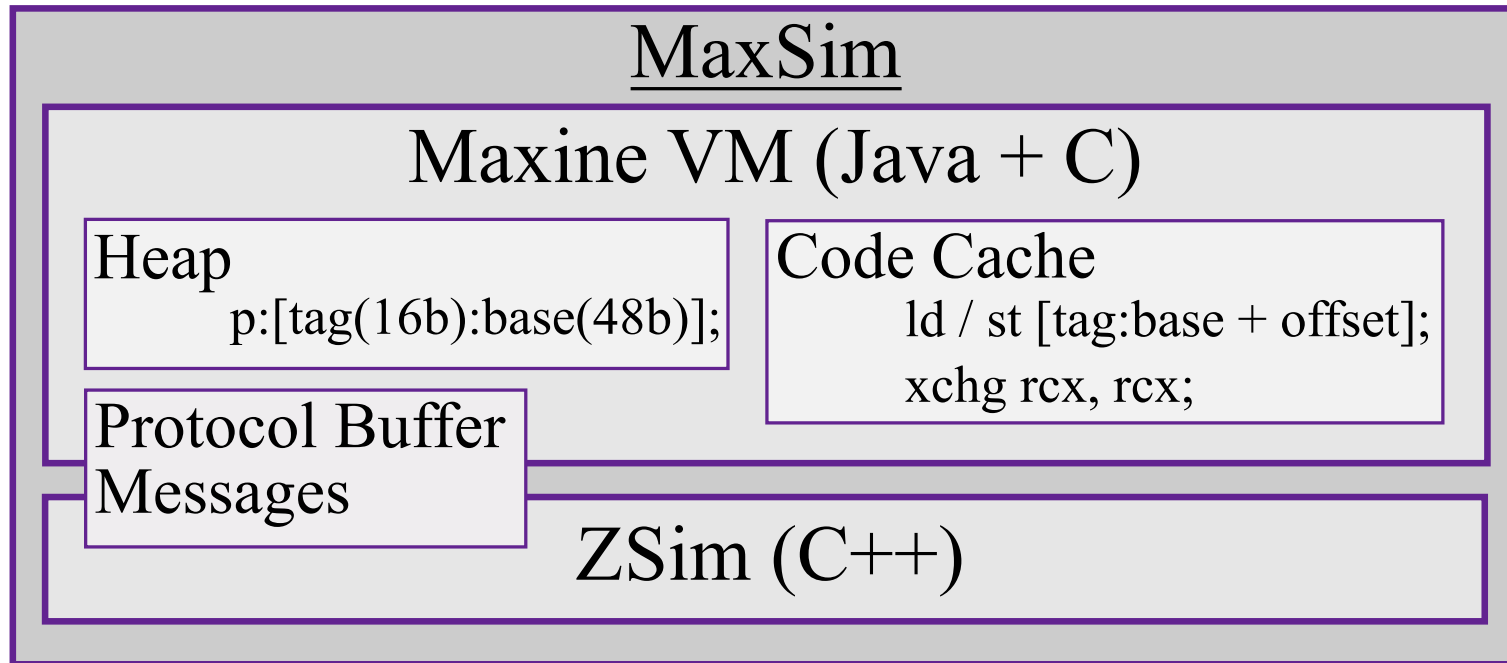 MaxSim
Maxine VM (Java + C)
Heap
p:[tag(16b):base(48b)];
Code Cache
ld / st [tag:base + offset];
xchg rcx, rcx;
Protocol Buffer
Messages
ZSim (C++)